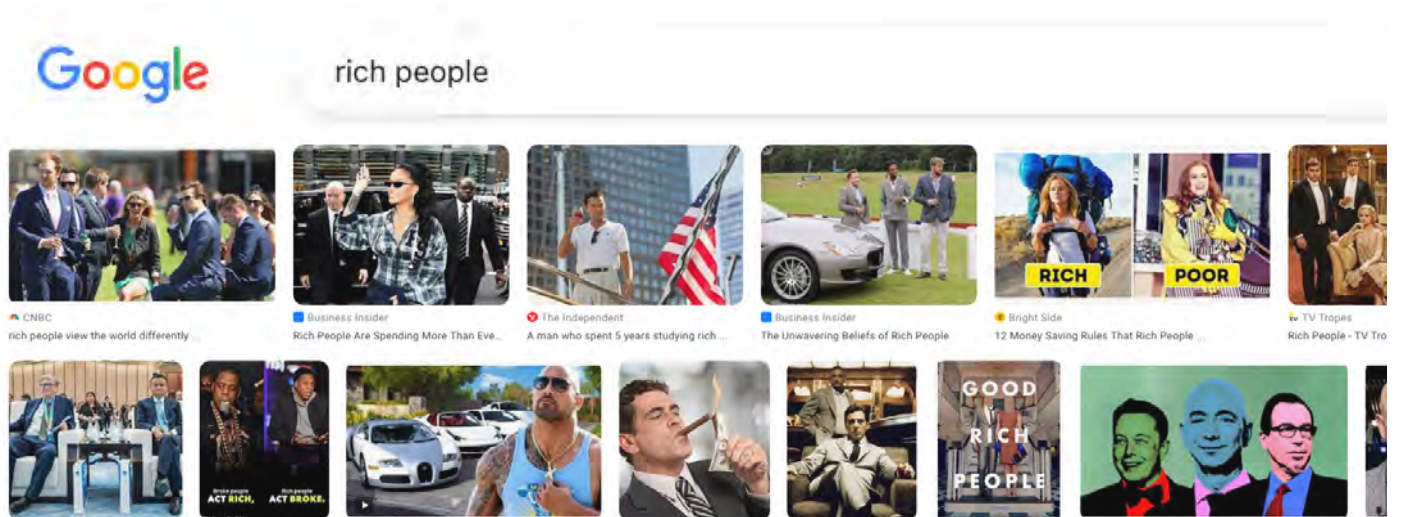 Google
rich people
RICH
POOR
CNBC
rich people view the world differently ...
Business Insider
Rich People Are Spending More Than Eve...
The Independent
A man who spent 5 years studying rich ...
Business Insider
The Unwavering Beliefs of Rich People
Bright Side
12 Money Saving Rules That Rich People ...
tv TV Tropes
Rich People - TV Tro
Broke people
ACT RICH,
Rich people
ACT BROKE.
GOOD
RICH
PEOPLE